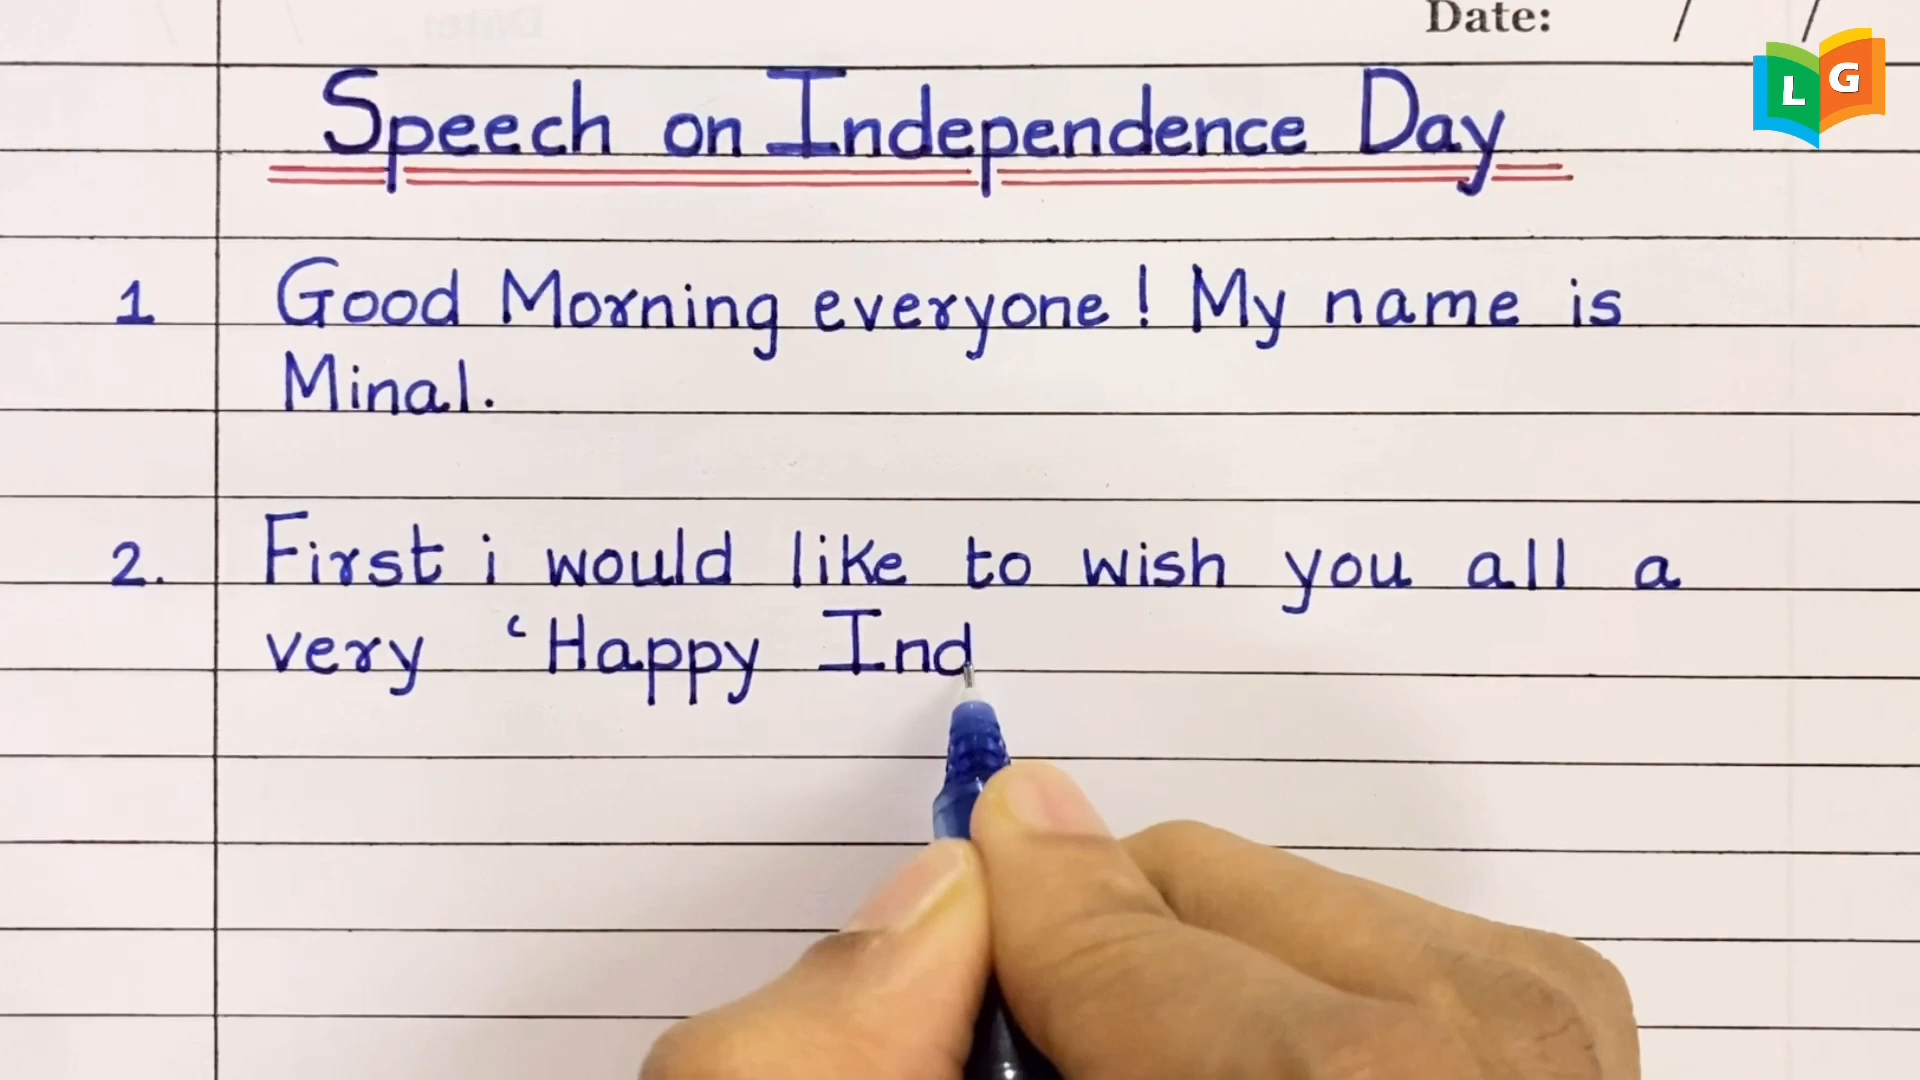 Date: / /
L G
Speech on Independence Day
1 Good Morning everyone! My name is
Minal.
2. First i would like to wish you all a
very ‘Happy Ind